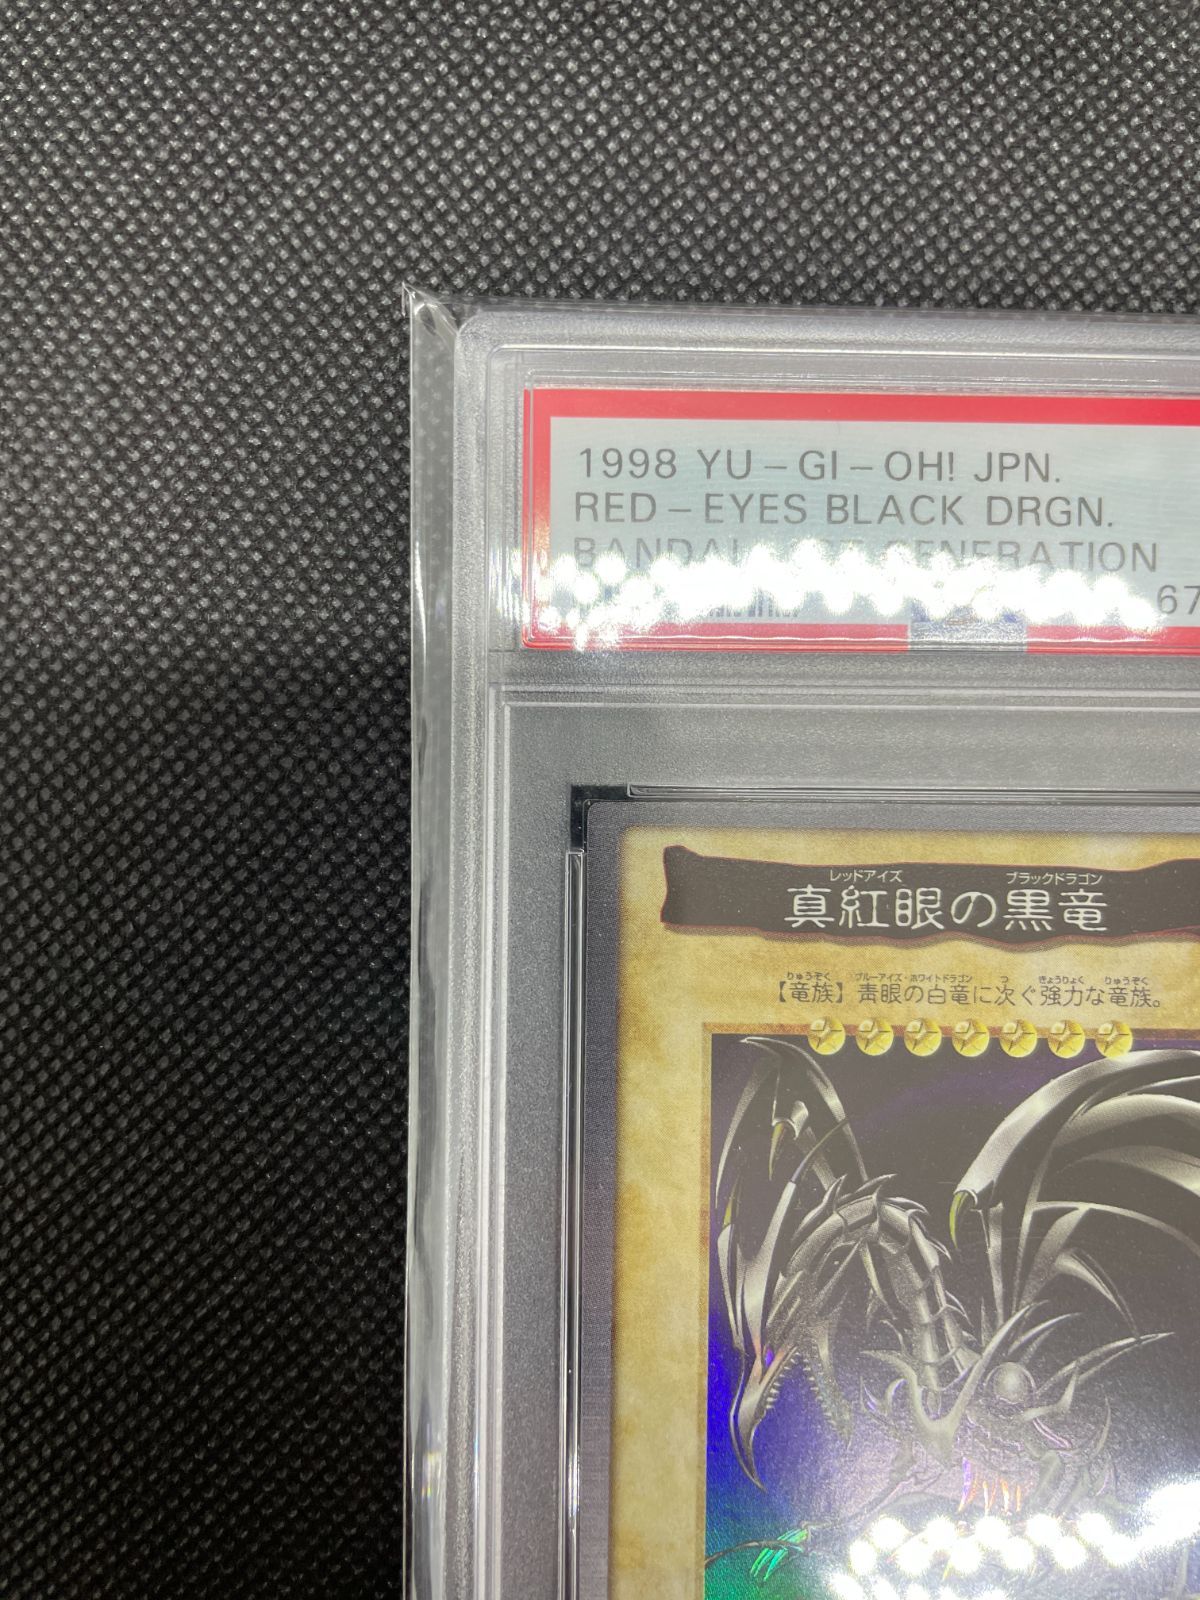 1998 YU-GI-OH! JPN.
RED-EYES BLACK DRGN.
BANDAI GENERATION
67
レッドアイズ ブラックドラゴン
真紅眼の黒竜
りゅうぞく ブルーアイズ・ホワイトドラゴン つ きょうりょく りゅうぞく
【竜族】青眼の白竜に次ぐ強力な竜族。